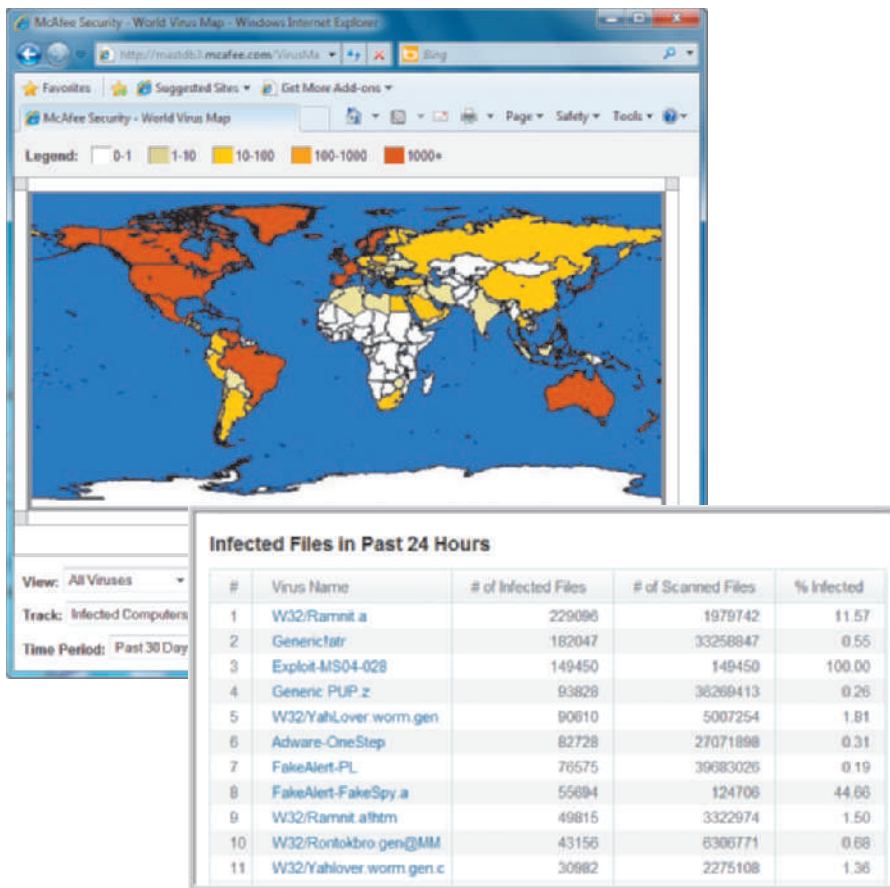 McAfee Security - World Virus Map - Windows Internet Explorer
http://mastdb3.mcafee.com/VirusMa
Bing
Favorites Suggested Sites Get More Add-ons
McAfee Security - World Virus Map Page Safety Tools
Legend: 0-1 1-10 10-100 100-1000 1000+
View: All Viruses
Track: Infected Computers
Time Period: Past 30 Day
Infected Files in Past 24 Hours
# Virus Name # of Infected Files # of Scanned Files % Infected
1 W32/Ramnit.a 229096 1979742 11.57
2 Generic!atr 182047 33258847 0.55
3 Exploit-MS04-028 149450 149450 100.00
4 Generic PUP.z 93828 36269413 0.26
5 W32/YahLover.worm.gen 90610 5007254 1.81
6 Adware-OneStep 82728 27071898 0.31
7 FakeAlert-PL 76575 39683026 0.19
8 FakeAlert-FakeSpy.a 55694 124706 44.66
9 W32/Ramnit.a!htm 49815 3322974 1.50
10 W32/Rontokbro.gen@MM 43156 6306771 0.68
11 W32/Yahlover.worm.gen.c 30982 2275108 1.36